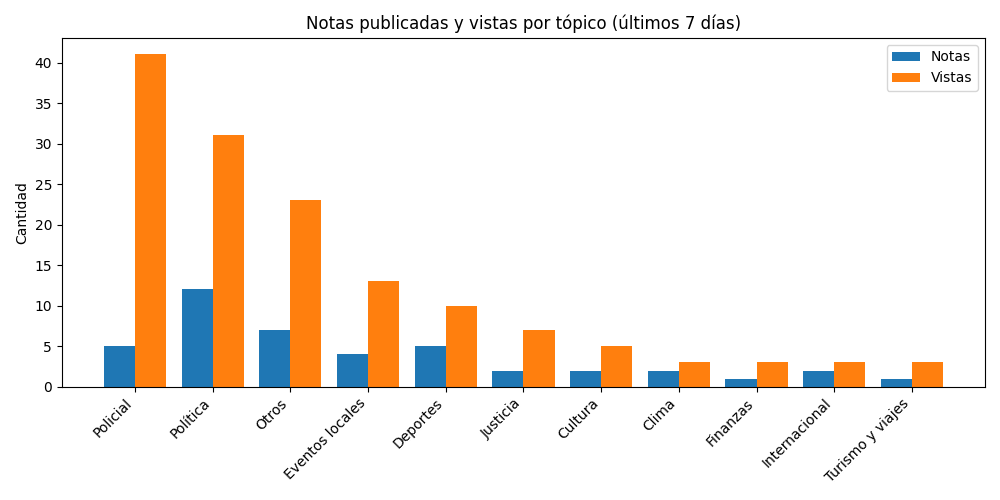 Notas publicadas y vistas por tópico (últimos 7 días)
Notas
Vistas
Cantidad
40
35
30
25
20
15
10
5
0
Policial
Política
Otros
Eventos locales
Deportes
Justicia
Cultura
Clima
Finanzas
Internacional
Turismo y viajes